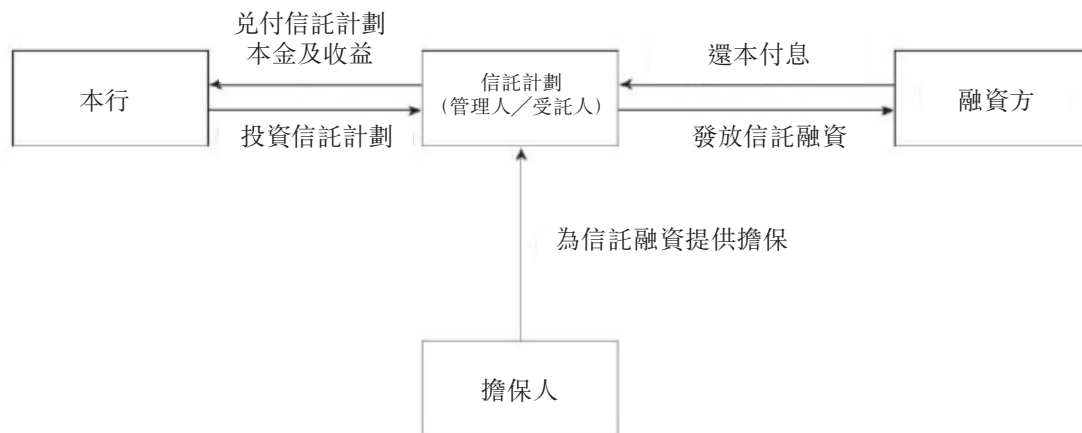 兑付信託計劃
本金及收益
還本付息
本行
信託計劃
(管理人／受託人)
融資方
投資信託計劃
發放信託融資
為信託融資提供擔保
擔保人